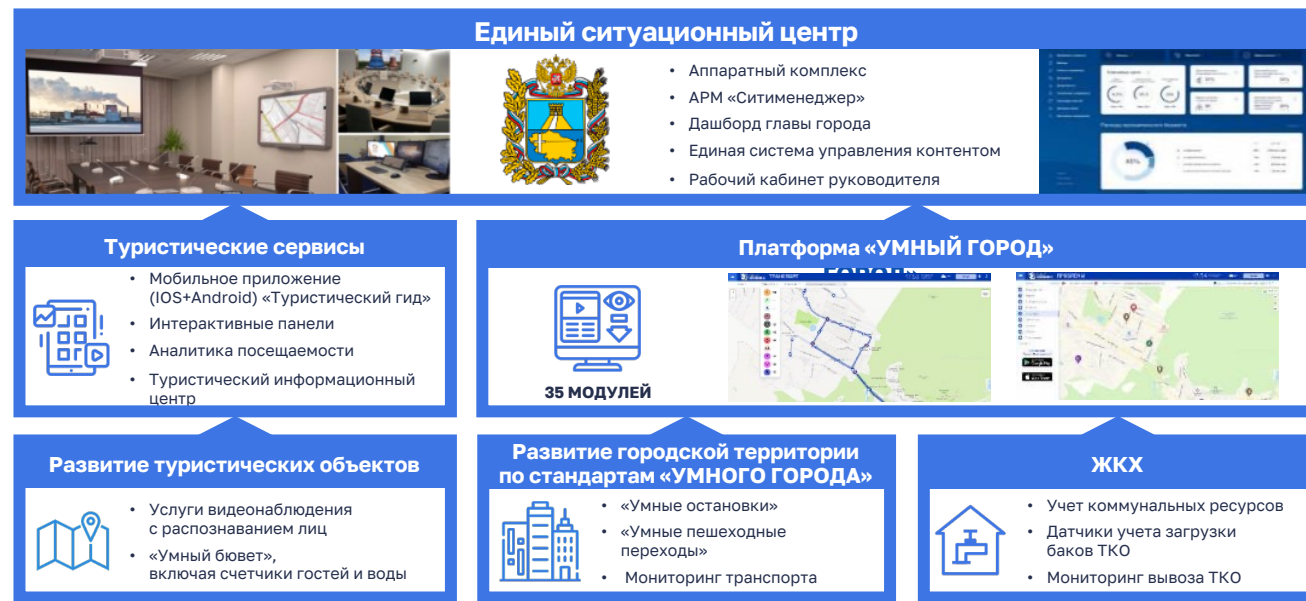 Единый ситуационный центр
• Аппаратный комплекс
• АРМ «Ситименеджер»
• Дашборд главы города
• Единая система управления контентом
• Рабочий кабинет руководителя
Туристические сервисы
• Мобильное приложение
(IOS+Android) «Туристический гид»
• Интерактивные панели
• Аналитика посещаемости
• Туристический информационный
центр
Платформа «УМНЫЙ ГОРОД»
ГОРОД»
35 МОДУЛЕЙ
ТРАНСПОРТ
Развитие туристических объектов
• Услуги видеонаблюдения
с распознаванием лиц
• «Умный бювет»,
включая счетчики гостей и воды
Развитие городской территории
по стандартам «УМНОГО ГОРОДА»
• «Умные остановки»
• «Умные пешеходные
переходы»
• Мониторинг транспорта
ЖКХ
• Учет коммунальных ресурсов
• Датчики учета загрузки
баков ТКО
• Мониторинг вывоза ТКО